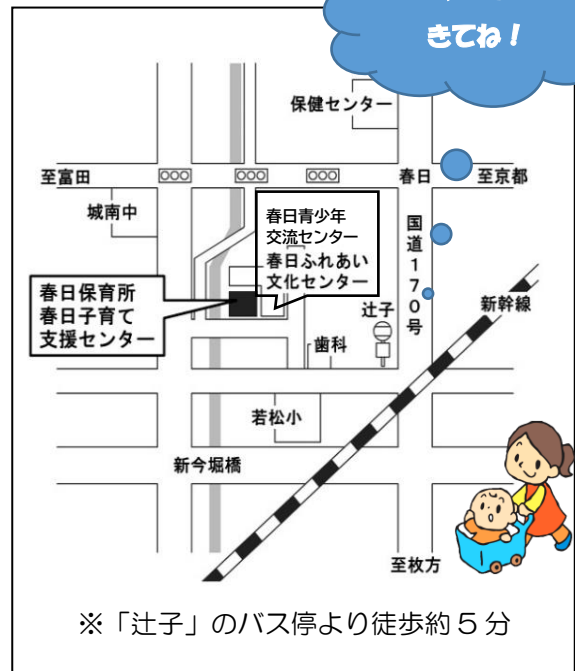 きてね！
保健センター
至富田
春日
至京都
城南中
春日青少年
交流センター
春日ふれあい
文化センター
国道170号
春日保育所
春日子育て
支援センター
辻子
新幹線
歯科
若松小
新今堀橋
至枚方
※「辻子」のバス停より徒歩約５分